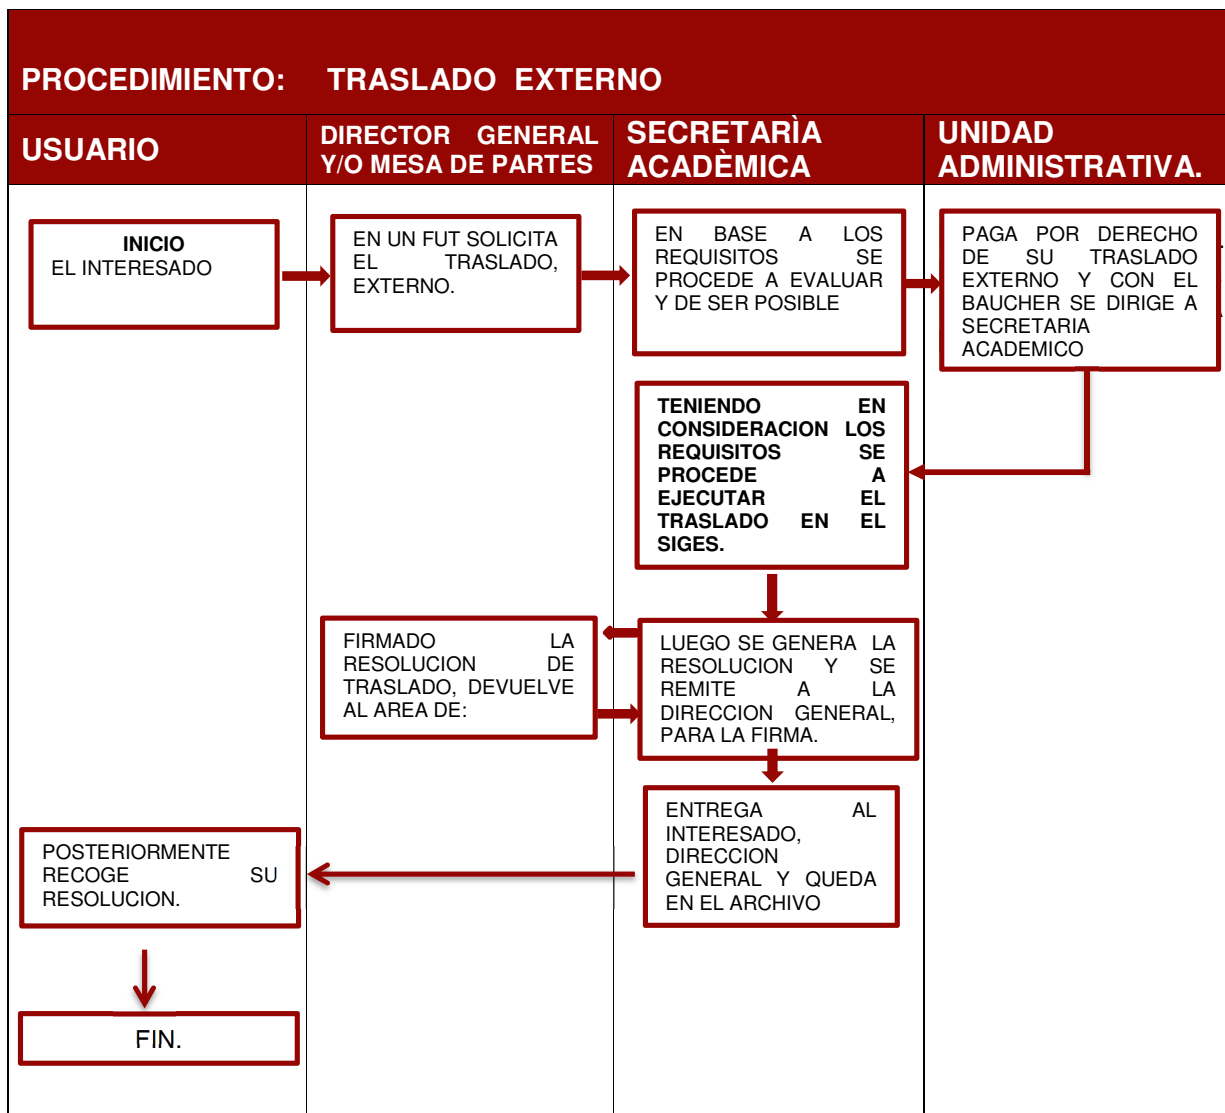 PROCEDIMIENTO: TRASLADO EXTERNO
USUARIO
DIRECTOR GENERAL
Y/O MESA DE PARTES
SECRETARÌA
ACADÈMICA
UNIDAD
ADMINISTRATIVA.
INICIO
EL INTERESADO
EN UN FUT SOLICITA
EL TRASLADO,
EXTERNO.
EN BASE A LOS
REQUISITOS SE
PROCEDE A EVALUAR
Y DE SER POSIBLE
PAGA POR DERECHO
DE SU TRASLADO
EXTERNO Y CON EL
BAUCHER SE DIRIGE A
SECRETARIA
ACADEMICO
TENIENDO EN
CONSIDERACION LOS
REQUISITOS SE
PROCEDE A
EJECUTAR EL
TRASLADO EN EL
SIGES.
FIRMADO LA
RESOLUCION DE
TRASLADO, DEVUELVE
AL AREA DE:
LUEGO SE GENERA LA
RESOLUCION Y SE
REMITE A LA
DIRECCION GENERAL,
PARA LA FIRMA.
ENTREGA AL
INTERESADO,
DIRECCION
GENERAL Y QUEDA
EN EL ARCHIVO
POSTERIORMENTE
RECOGE SU
RESOLUCION.
FIN.